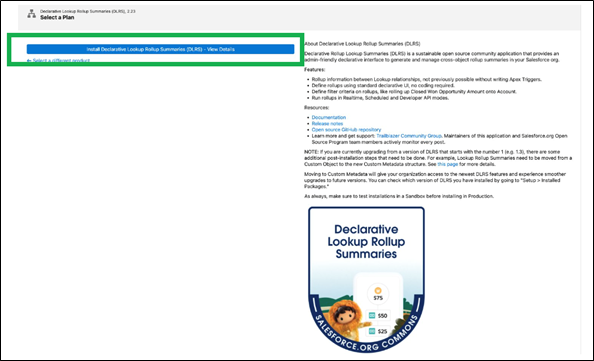 Declarative Lookup Rollup Summaries (DLRS), 2.23
Select a Plan
Install Declarative Lookup Rollup Summaries (DLRS) - View Details
← Select a different product
About Declarative Lookup Rollup Summaries (DLRS)
Declarative Rollup Lookup Summaries (DLRS) is a sustainable open source community application that provides an
admin-friendly declarative interface to generate and manage cross-object rollup summaries in your Salesforce org.
Features:
• Rollup information between Lookup relationships, not previously possible without writing Apex Triggers.
• Define rollups using standard declarative UI, no coding required.
• Define filter criteria on rollups, like rolling up Closed Won Opportunity Amount onto Account.
• Run rollups in Realtime, Scheduled and Developer API modes.
Resources:
• Documentation
• Release notes
• Open source GitHub repository
• Learn more and get support: Trailblazer Community Group. Maintainers of this application and Salesforce.org Open
Source Program team members actively monitor every post.
NOTE: If you are currently upgrading from a version of DLRS that starts with the number 1 (e.g. 1.3), there are some
additional post-installation steps that need to be done. For example, Lookup Rollup Summaries need to be moved from a
Custom Object to the new Custom Metadata structure. See this page for more details.
Moving to Custom Metadata will give your organization access to the newest DLRS features and experience smoother
upgrades to future versions. You can check which version of DLRS you have installed by going to "Setup > Installed
Packages."
As always, make sure to test installations in a Sandbox before installing in Production.
Declarative
Lookup Rollup
Summaries
$75
$50
$25
SALESFORCE.ORG COMMONS